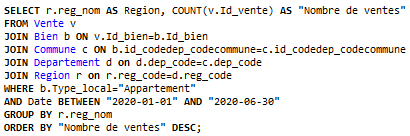 SELECT r.reg_nom AS Region, COUNT(v.Id_vente) AS "Nombre de ventes"
FROM Vente v
JOIN Bien b ON v.Id_bien=b.Id_bien
JOIN Commune c ON b.id_codedep_codecommune=c.id_codedep_codecommune
JOIN Departement d on d.dep_code=c.dep_code
JOIN Region r on r.reg_code=d.reg_code
WHERE b.Type_local="Appartement"
AND Date BETWEEN "2020-01-01" AND "2020-06-30"
GROUP BY r.reg_nom
ORDER BY "Nombre de ventes" DESC;